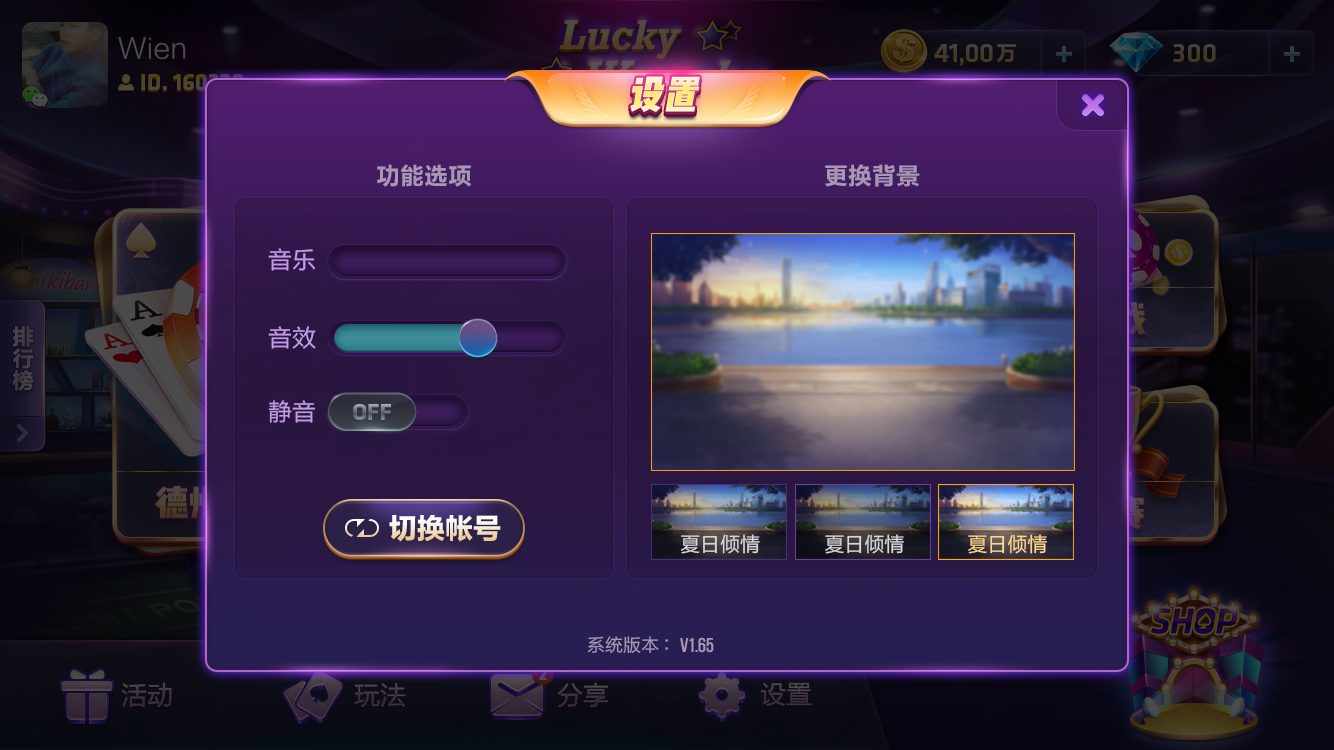 Wien
Lucky
41,00万
300
设置
功能选项
更换背景
音乐
音效
静音
OFF
切换帐号
夏日倾情
夏日倾情
夏日倾情
系统版本： V1.65
排行榜
A
A
SHOP
活动
玩法
2
分享
设置